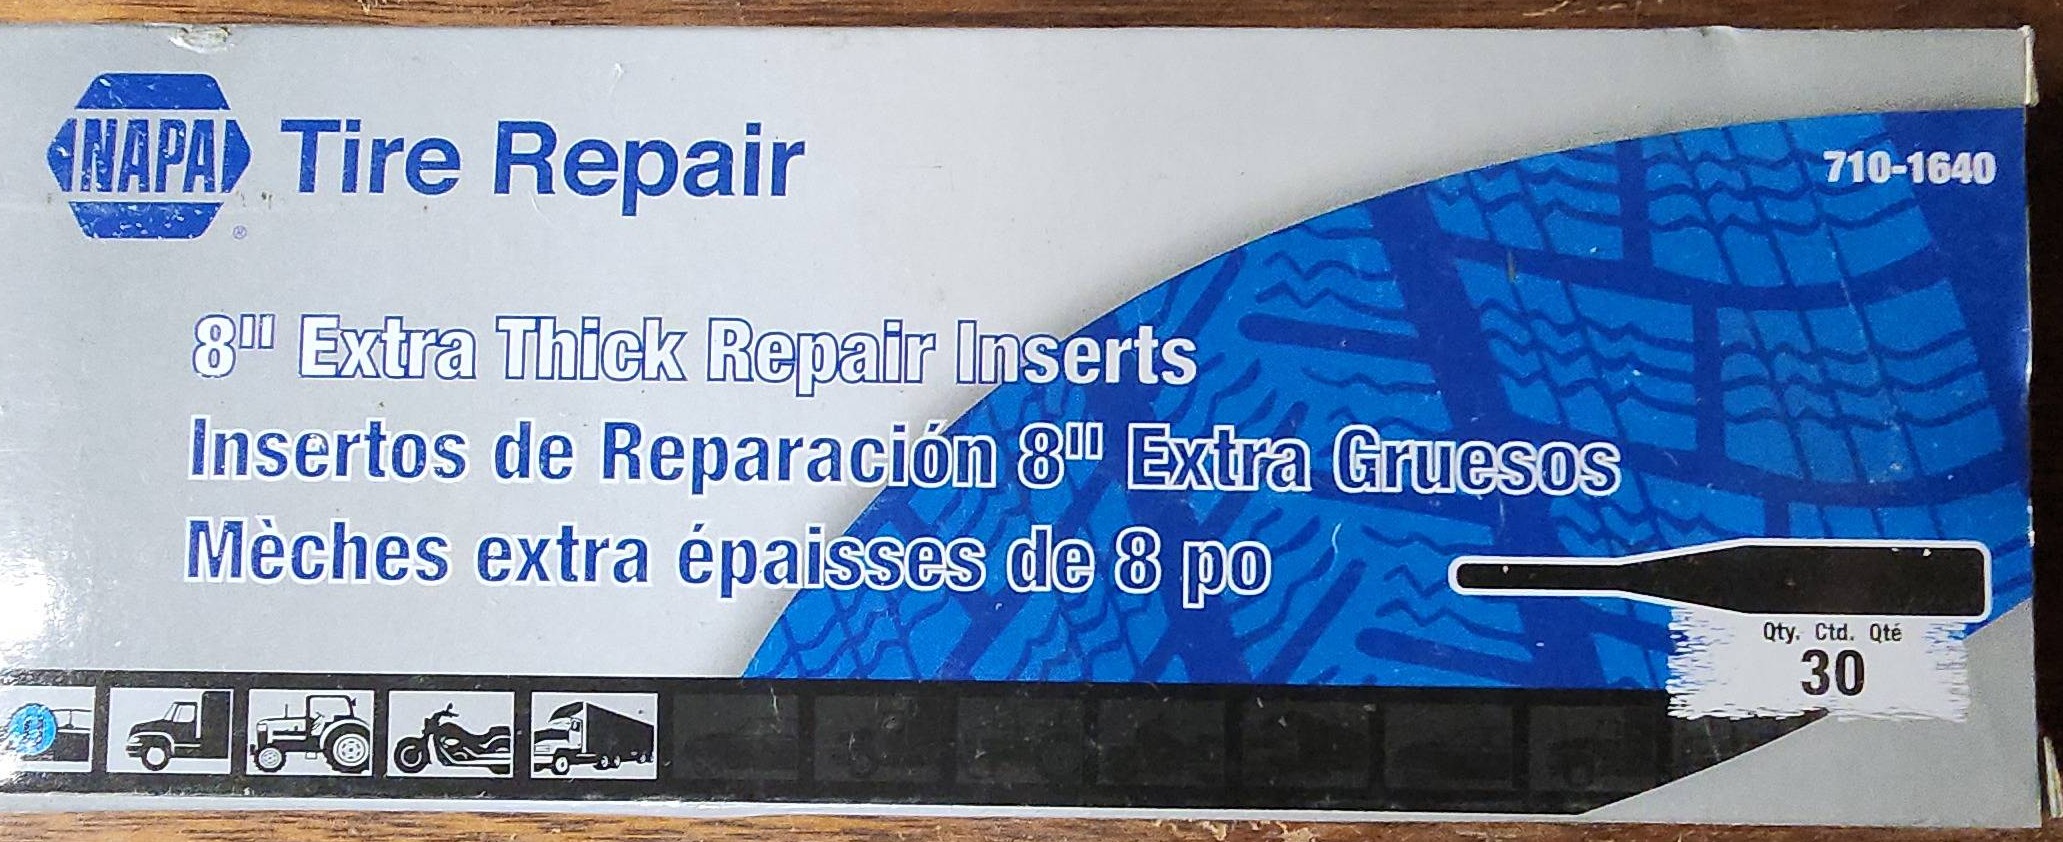 NAPA Tire Repair
®
710-1640
8" Extra Thick Repair Inserts
Insertos de Reparación 8" Extra Gruesos
Mèches extra épaisses de 8 po
Qty. Ctd. Qté
30